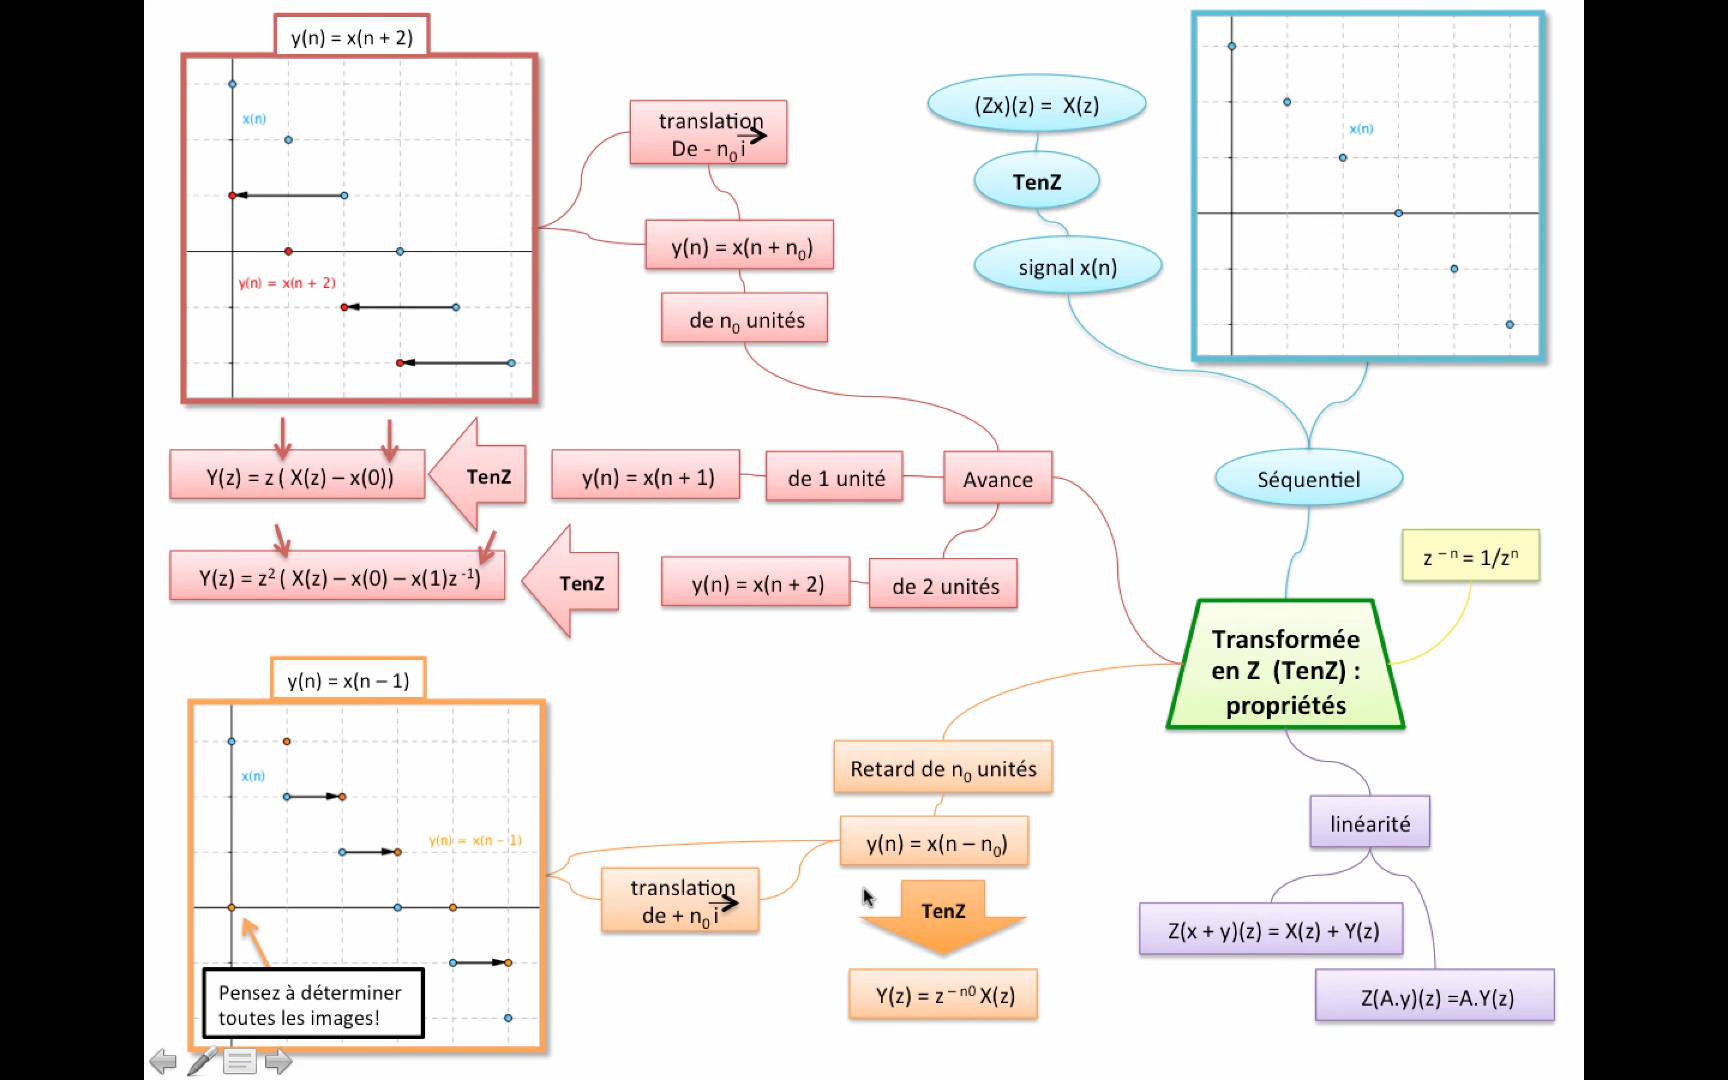 y(n) = x(n + 2)
x(n)
y(n) = x(n + 2)
translation
De - n₀ i
y(n) = x(n + n₀)
de n₀ unités
(Zx)(z) = X(z)
TenZ
signal x(n)
x(n)
Séquentiel
Y(z) = z ( X(z) – x(0))
TenZ
y(n) = x(n + 1)
de 1 unité
Avance
Y(z) = z² ( X(z) – x(0) – x(1)z ⁻¹)
TenZ
y(n) = x(n + 2)
de 2 unités
z ⁻ⁿ = 1/zⁿ
Transformée
en Z (TenZ) :
propriétés
y(n) = x(n – 1)
x(n)
y(n) = x(n - 1)
Pensez à déterminer
toutes les images!
Retard de n₀ unités
y(n) = x(n – n₀)
translation
de + n₀ i
TenZ
Y(z) = z ⁻ⁿ⁰ X(z)
linéarité
Z(x + y)(z) = X(z) + Y(z)
Z(A.y)(z) =A.Y(z)